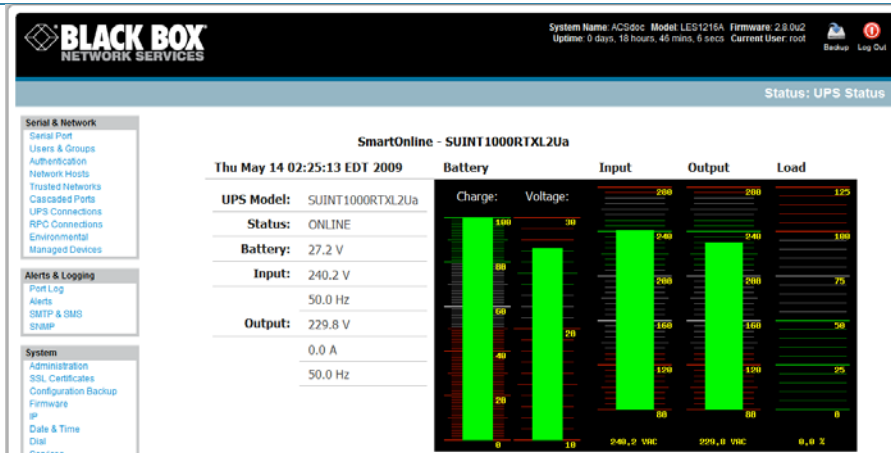 BLACK BOX
NETWORK SERVICES
System Name: ACSdoc Model: LES1216A Firmware: 2.8.0u2
Uptime: 0 days, 18 hours, 46 mins, 6 secs Current User: root
Backup Log Out
Status: UPS Status
Serial & Network
Serial Port
Users & Groups
Authentication
Network Hosts
Trusted Networks
Cascaded Ports
UPS Connections
RPC Connections
Environmental
Managed Devices
Alerts & Logging
Port Log
Alerts
SMTP & SMS
SNMP
System
Administration
SSL Certificates
Configuration Backup
Firmware
IP
Date & Time
Dial
Services
SmartOnline - SUINT1000RTXL2Ua
Thu May 14 02:25:13 EDT 2009 Battery Input Output Load
UPS Model: SUINT1000RTXL2Ua
Status: ONLINE
Battery: 27.2 V
Input: 240.2 V
50.0 Hz
Output: 229.8 V
0.0 A
50.0 Hz
Charge: Voltage:
100
80
60
40
20
0
30
20
10
280
240
200
160
120
80
280
240
200
160
120
80
125
100
75
50
25
0
240,2 VAC 229,8 VAC 0,0 %